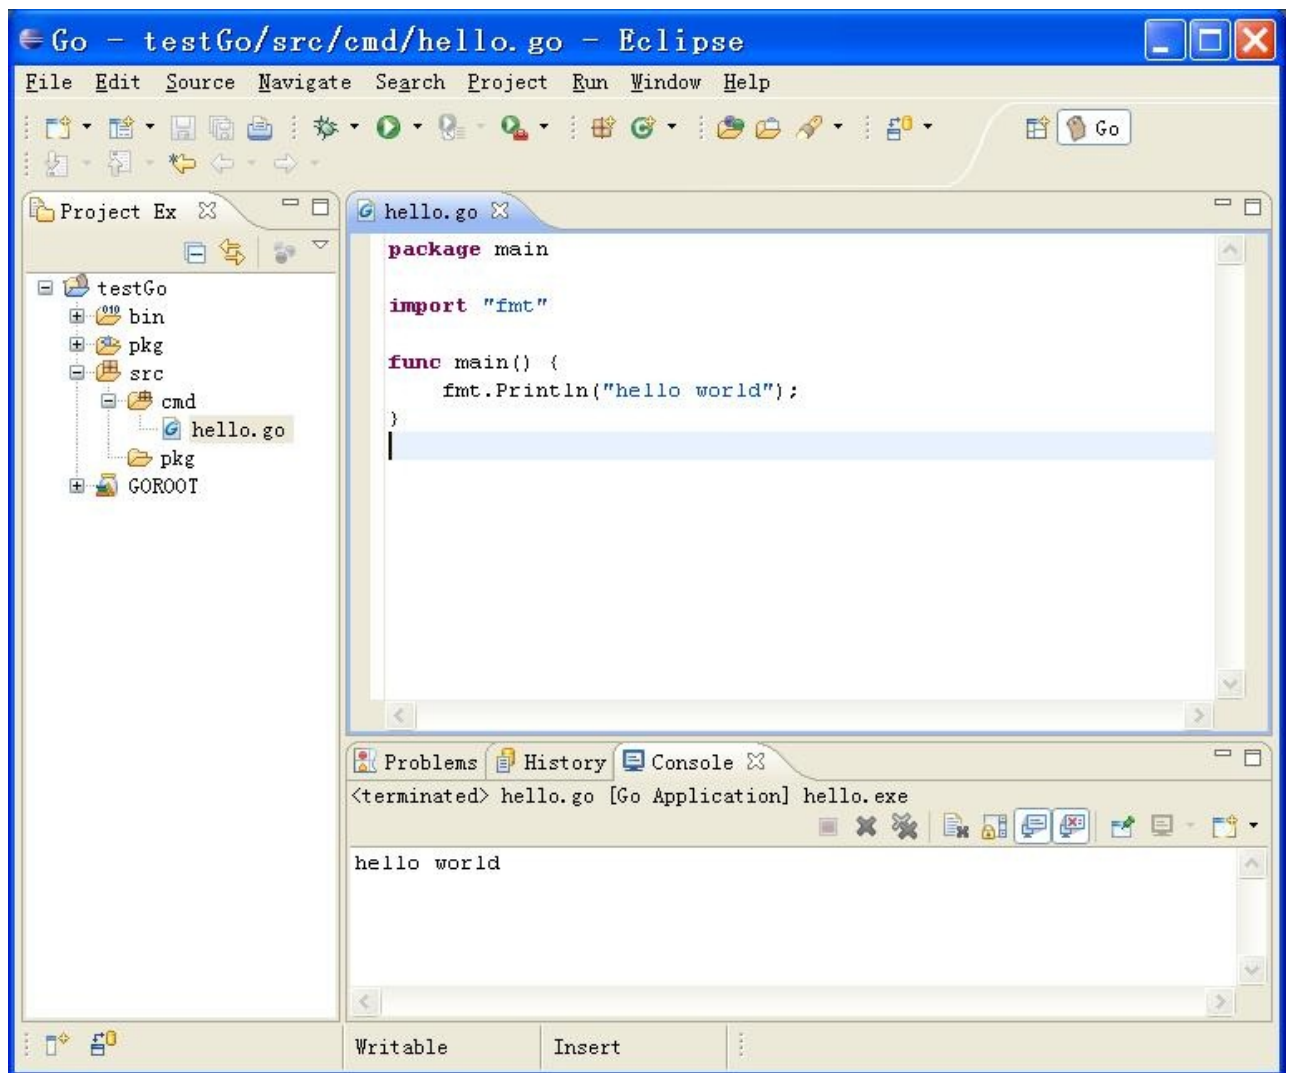 Go - testGo/src/cmd/hello.go - Eclipse
File Edit Source Navigate Search Project Run Window Help
Go
Project Ex
testGo
bin
pkg
src
cmd
hello.go
pkg
GOROOT
hello.go
package main
import "fmt"
func main() {
fmt.Println("hello world");
}
Problems History Console
<terminated> hello.go [Go Application] hello.exe
hello world
Writable Insert